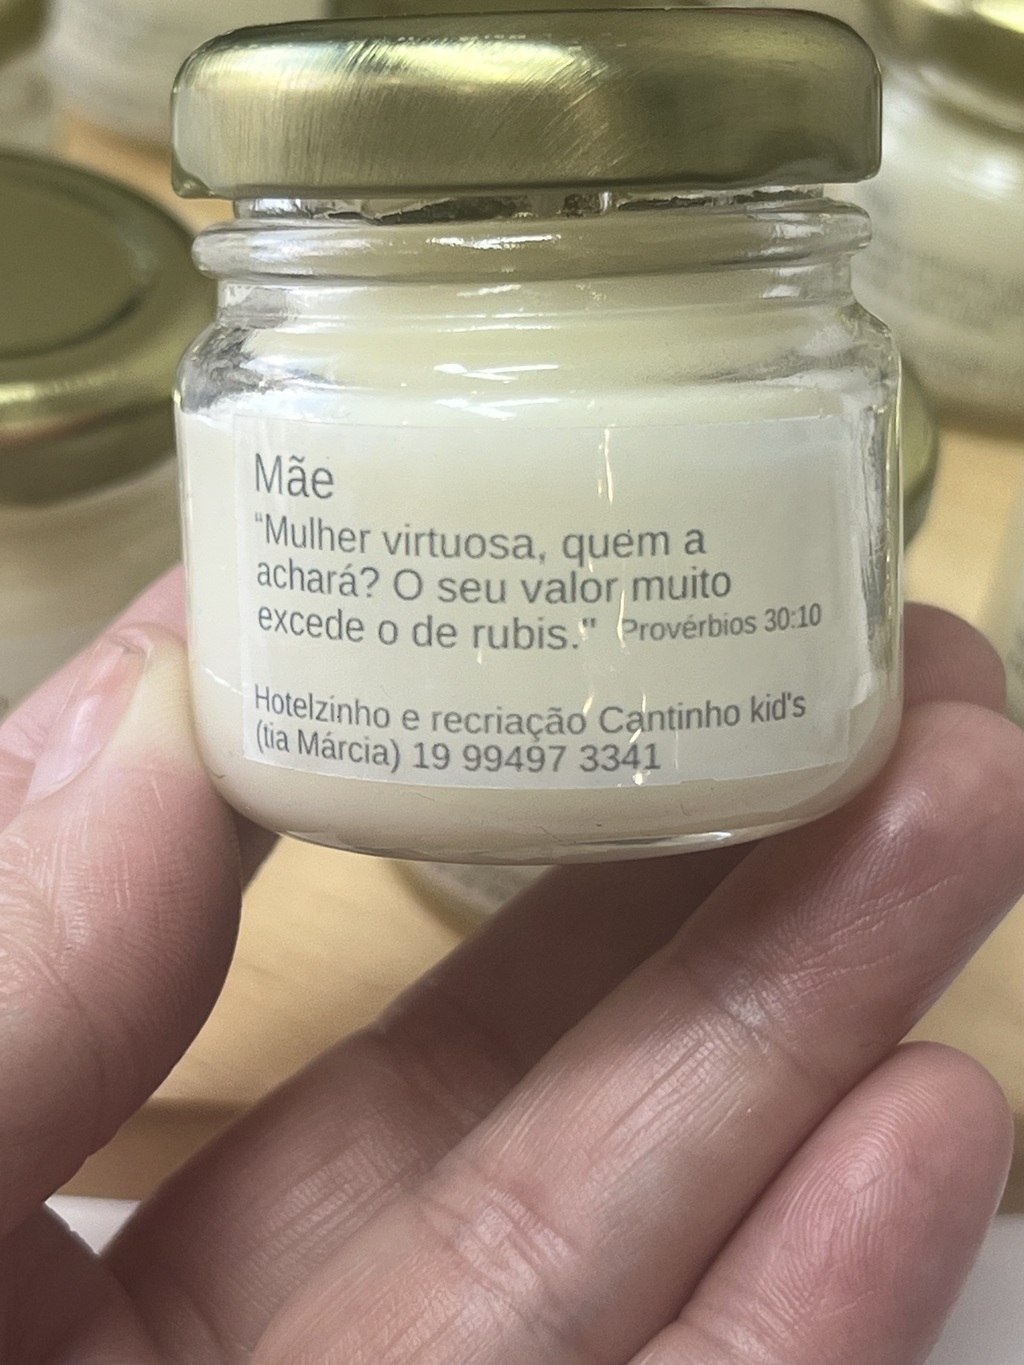 Mãe
“Mulher virtuosa, quem a
achará? O seu valor muito
excede o de rubis." Provérbios 30:10
Hotelzinho e recriação Cantinho kid's
(tia Márcia) 19 99497 3341